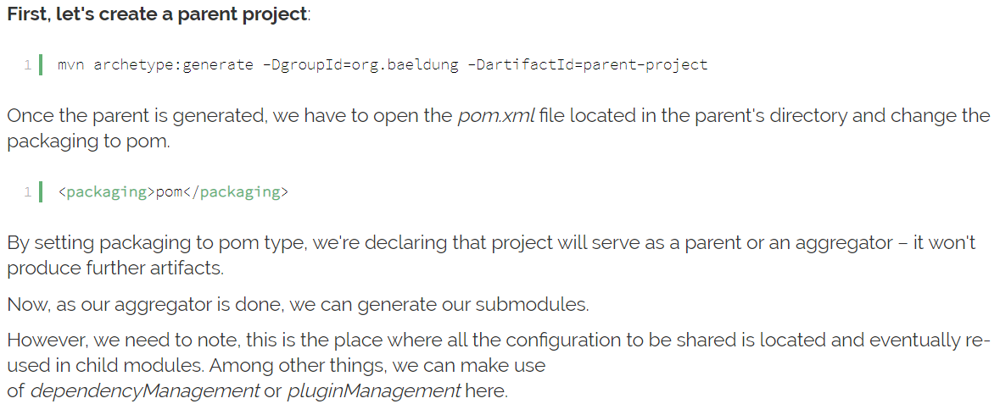 First, let's create a parent project:
1 mvn archetype:generate -DgroupId=org.baeldung -DartifactId=parent-project
Once the parent is generated, we have to open the pom.xml file located in the parent's directory and change the
packaging to pom.
1 <packaging>pom</packaging>
By setting packaging to pom type, we're declaring that project will serve as a parent or an aggregator – it won't
produce further artifacts.
Now, as our aggregator is done, we can generate our submodules.
However, we need to note, this is the place where all the configuration to be shared is located and eventually re-
used in child modules. Among other things, we can make use
of dependencyManagement or pluginManagement here.